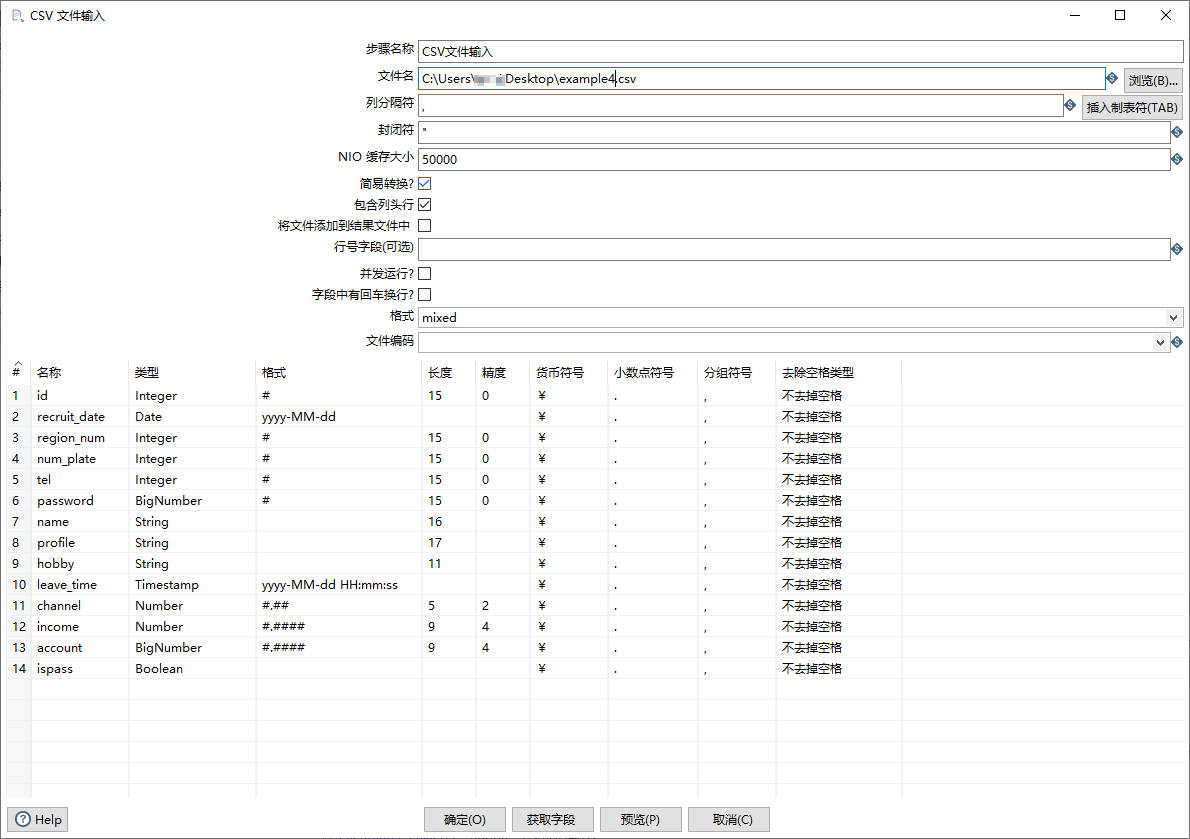 CSV 文件输入
步骤名称 CSV文件输入
文件名 C:\Users\ Desktop\example4.csv 浏览(B)...
列分隔符 , 插入制表符(TAB)
封闭符 "
NIO 缓存大小 50000
简易转换?
包含列头行
将文件添加到结果文件中
行号字段(可选)
并发运行?
字段中有回车换行?
格式 mixed
文件编码
# 名称 类型 格式 长度 精度 货币符号 小数点符号 分组符号 去除空格类型
1 id Integer # 15 0 ¥ . , 不去掉空格
2 recruit_date Date yyyy-MM-dd ¥ . , 不去掉空格
3 region_num Integer # 15 0 ¥ . , 不去掉空格
4 num_plate Integer # 15 0 ¥ . , 不去掉空格
5 tel Integer # 15 0 ¥ . , 不去掉空格
6 password BigNumber # 15 0 ¥ . , 不去掉空格
7 name String 16 ¥ . , 不去掉空格
8 profile String 17 ¥ . , 不去掉空格
9 hobby String 11 ¥ . , 不去掉空格
10 leave_time Timestamp yyyy-MM-dd HH:mm:ss ¥ . , 不去掉空格
11 channel Number #.## 5 2 ¥ . , 不去掉空格
12 income Number #.#### 9 4 ¥ . , 不去掉空格
13 account BigNumber #.#### 9 4 ¥ . , 不去掉空格
14 ispass Boolean ¥ . , 不去掉空格
Help 确定(O) 获取字段 预览(P) 取消(C)